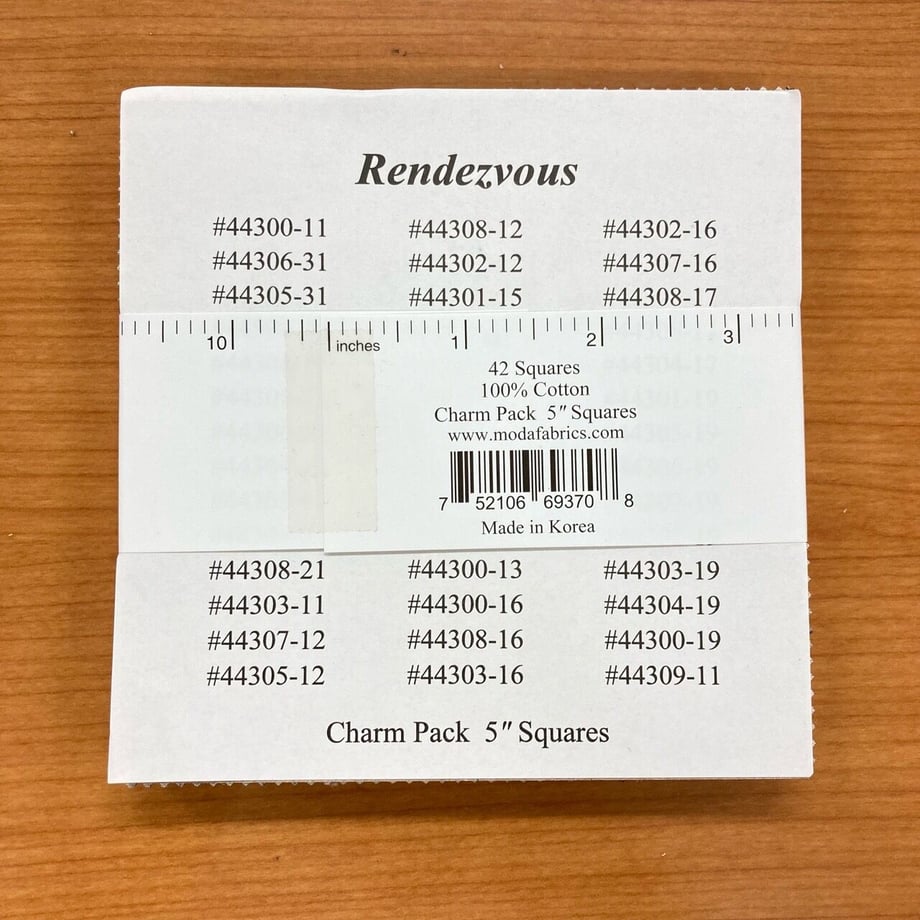 Rendezvous
#44300-11 #44308-12 #44302-16
#44306-31 #44302-12 #44307-16
#44305-31 #44301-15 #44308-17
10 inches 1 2 3
42 Squares
100% Cotton
Charm Pack 5" Squares
www.modafabrics.com
7 52106 69370 8
Made in Korea
#44308-21 #44300-13 #44303-19
#44303-11 #44300-16 #44304-19
#44307-12 #44308-16 #44300-19
#44305-12 #44303-16 #44309-11
Charm Pack 5" Squares